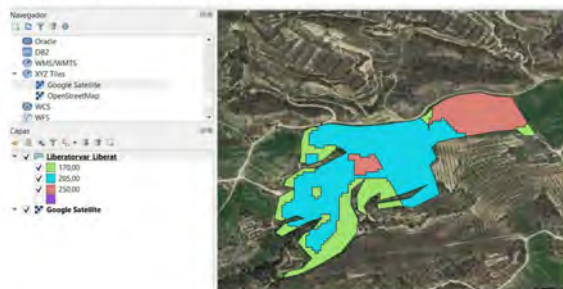 Navegador
Oracle
DB2
WMS/WMTS
XYZ Tiles
Google Satellite
OpenStreetMap
WCS
WFS
Capas
Liberatorvar_Liberat
170,00
205,00
250,00
Google Satellite